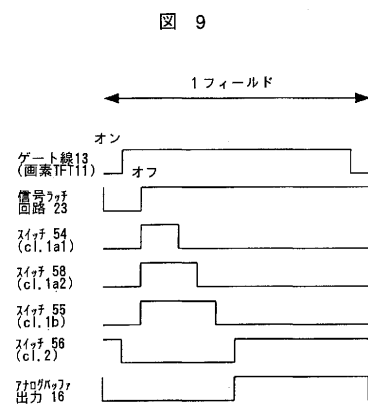 図 9
1フィールド
オン
ゲート線13
(画素TFT11)
オフ
信号ラッチ
回路 23
スイッチ 54
(cl.1a1)
スイッチ 58
(cl.1a2)
スイッチ 55
(cl.1b)
スイッチ 56
(cl.2)
アナログバッファ
出力 16